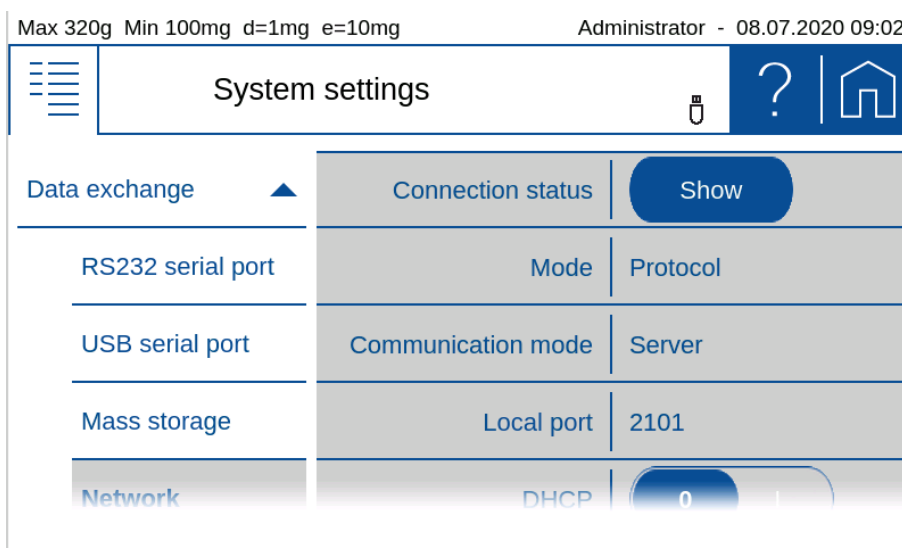 Max 320g Min 100mg d=1mg e=10mg Administrator - 08.07.2020 09:02
System settings ?
Data exchange
Connection status Show
RS232 serial port
Mode Protocol
USB serial port
Communication mode Server
Mass storage
Local port 2101
Network
DHCP 0